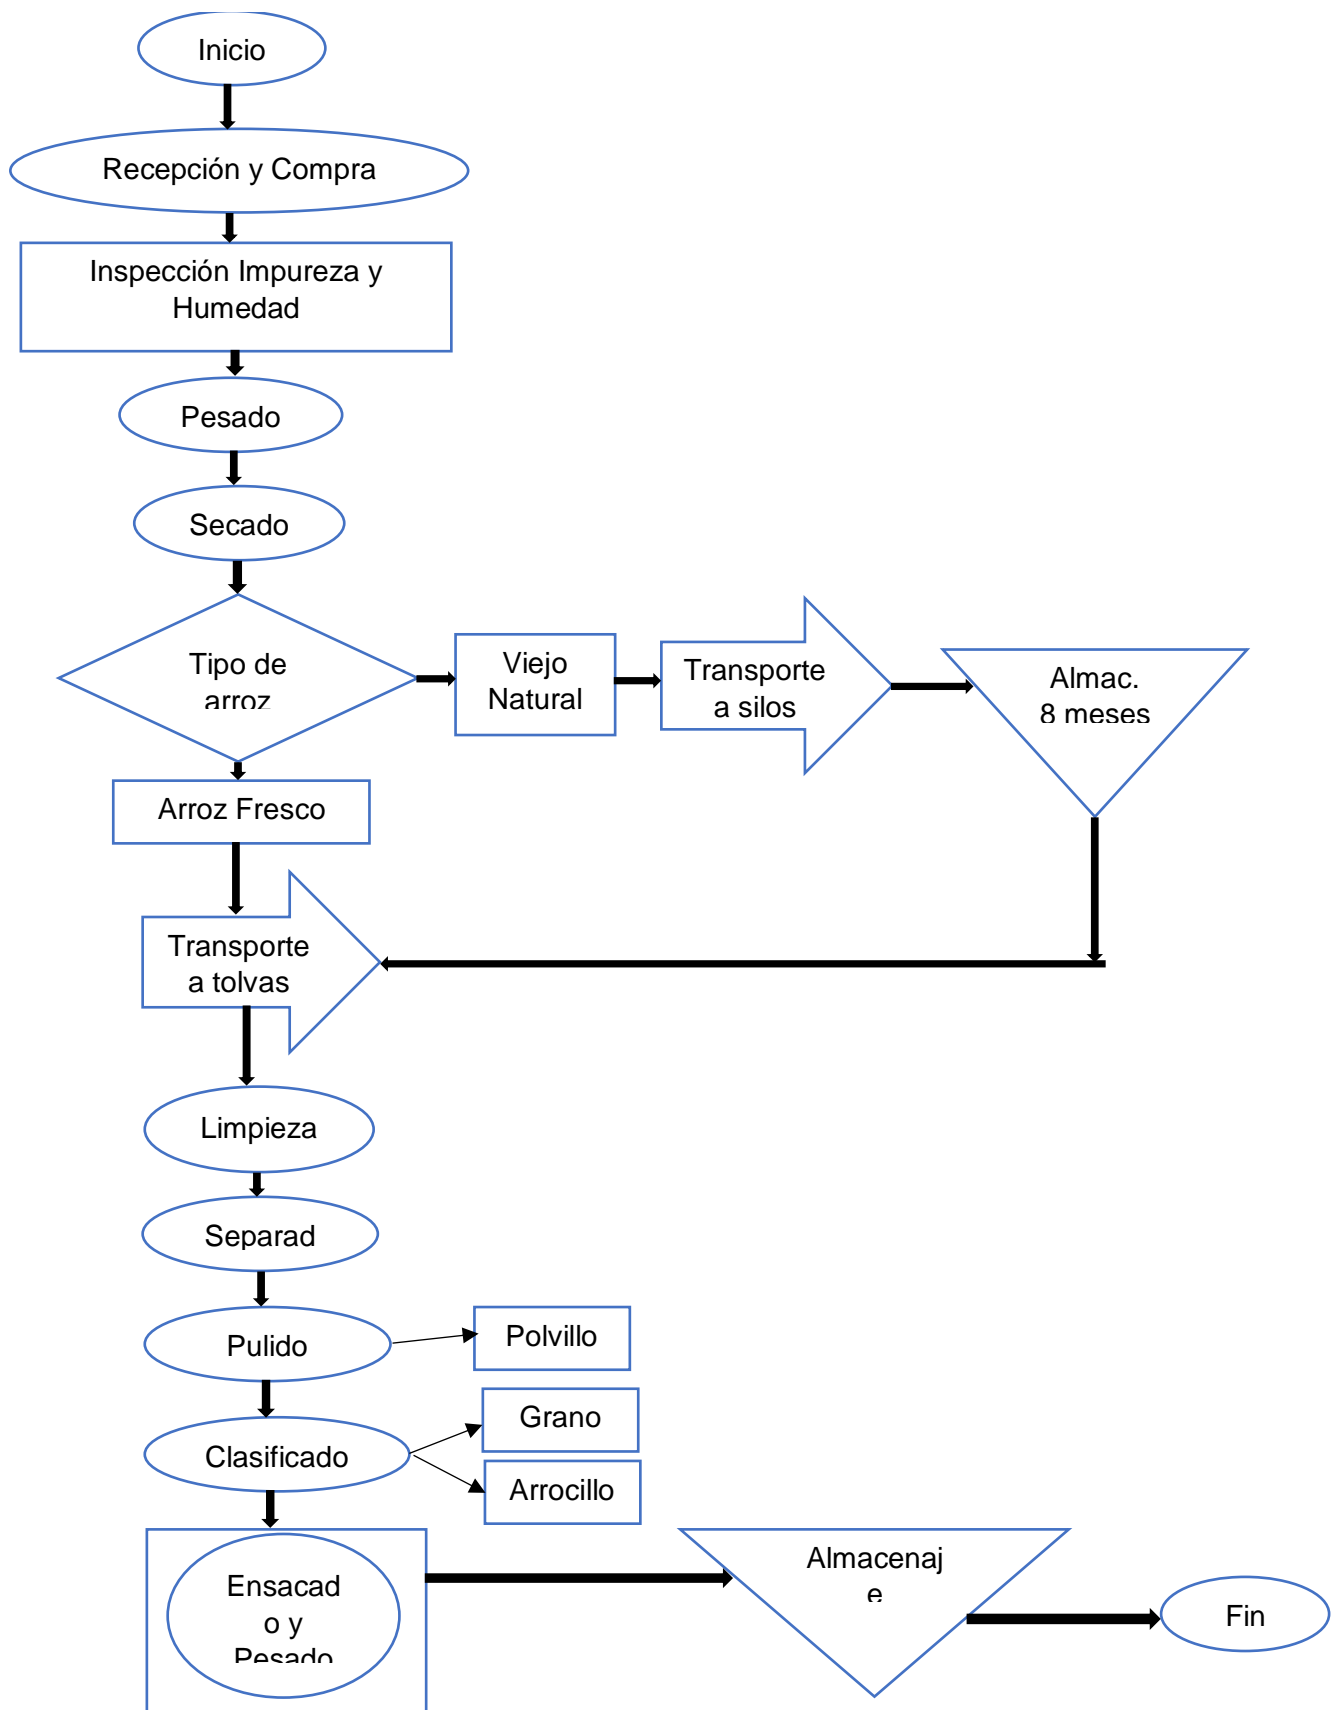 Inicio
Recepción y Compra
Inspección Impureza y
Humedad
Pesado
Secado
Tipo de
arroz
Viejo
Natural
Transporte
a silos
Almac.
8 meses
Arroz Fresco
Transporte
a tolvas
Limpieza
Separad
Pulido
Polvillo
Grano
Clasificado
Arrocillo
Ensacad
o y
Pesado
Almacenaj
e
Fin